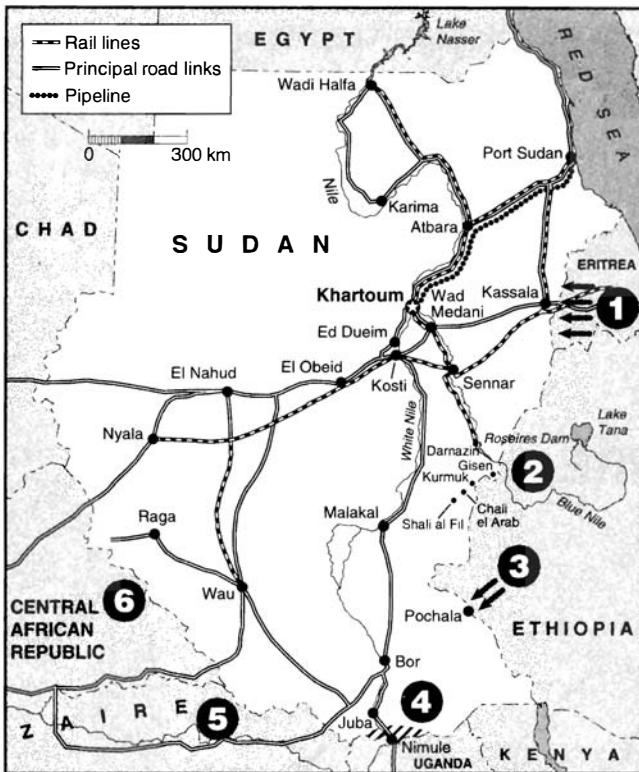 Rail lines
Principal road links
Pipeline
0 300 km
EGYPT
Lake
Nasser
RED SEA
Wadi Halfa
Port Sudan
Nile
Karima
Atbara
CHAD
SUDAN
ERITREA
Khartoum
Wad
Medani
Kassala
1
Ed Dueim
El Nahud
El Obeid
Kosti
Sennar
Nyala
White Nile
Lake
Tana
Roseires Dam
Darnazin
Gisen
2
Kurmuk
Blue Nile
Raga
Malakal
Shali al Fil
Chali
el Arab
3
6
Wau
Pochala
CENTRAL
AFRICAN
REPUBLIC
ETHIOPIA
Bor
ZAIRE
5
4
Juba
Nimule
UGANDA
KENYA